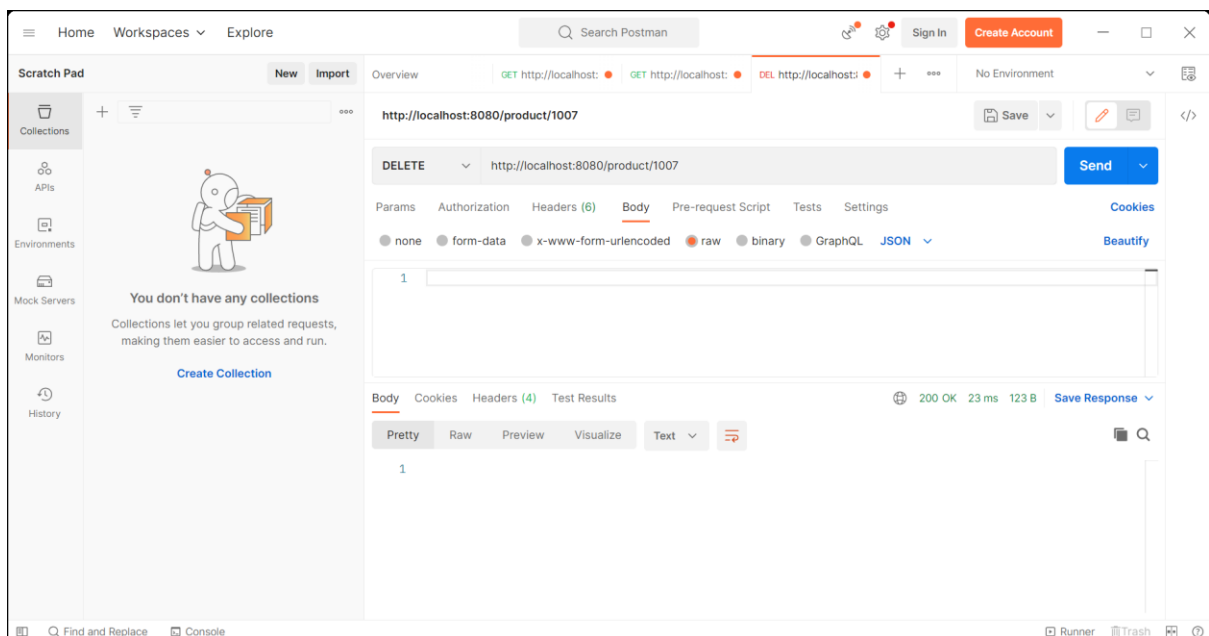 Home Workspaces Explore Search Postman Sign In Create Account
Scratch Pad New Import Overview GET http://localhost: GET http://localhost: DEL http://localhost: No Environment
Collections
APIs
Environments
Mock Servers
Monitors
History
You don't have any collections
Collections let you group related requests,
making them easier to access and run.
Create Collection
http://localhost:8080/product/1007 Save
DELETE http://localhost:8080/product/1007 Send
Params Authorization Headers (6) Body Pre-request Script Tests Settings Cookies
none form-data x-www-form-urlencoded raw binary GraphQL JSON Beautify
1
Body Cookies Headers (4) Test Results 200 OK 23 ms 123 B Save Response
Pretty Raw Preview Visualize Text
1
Find and Replace Console Runner Trash